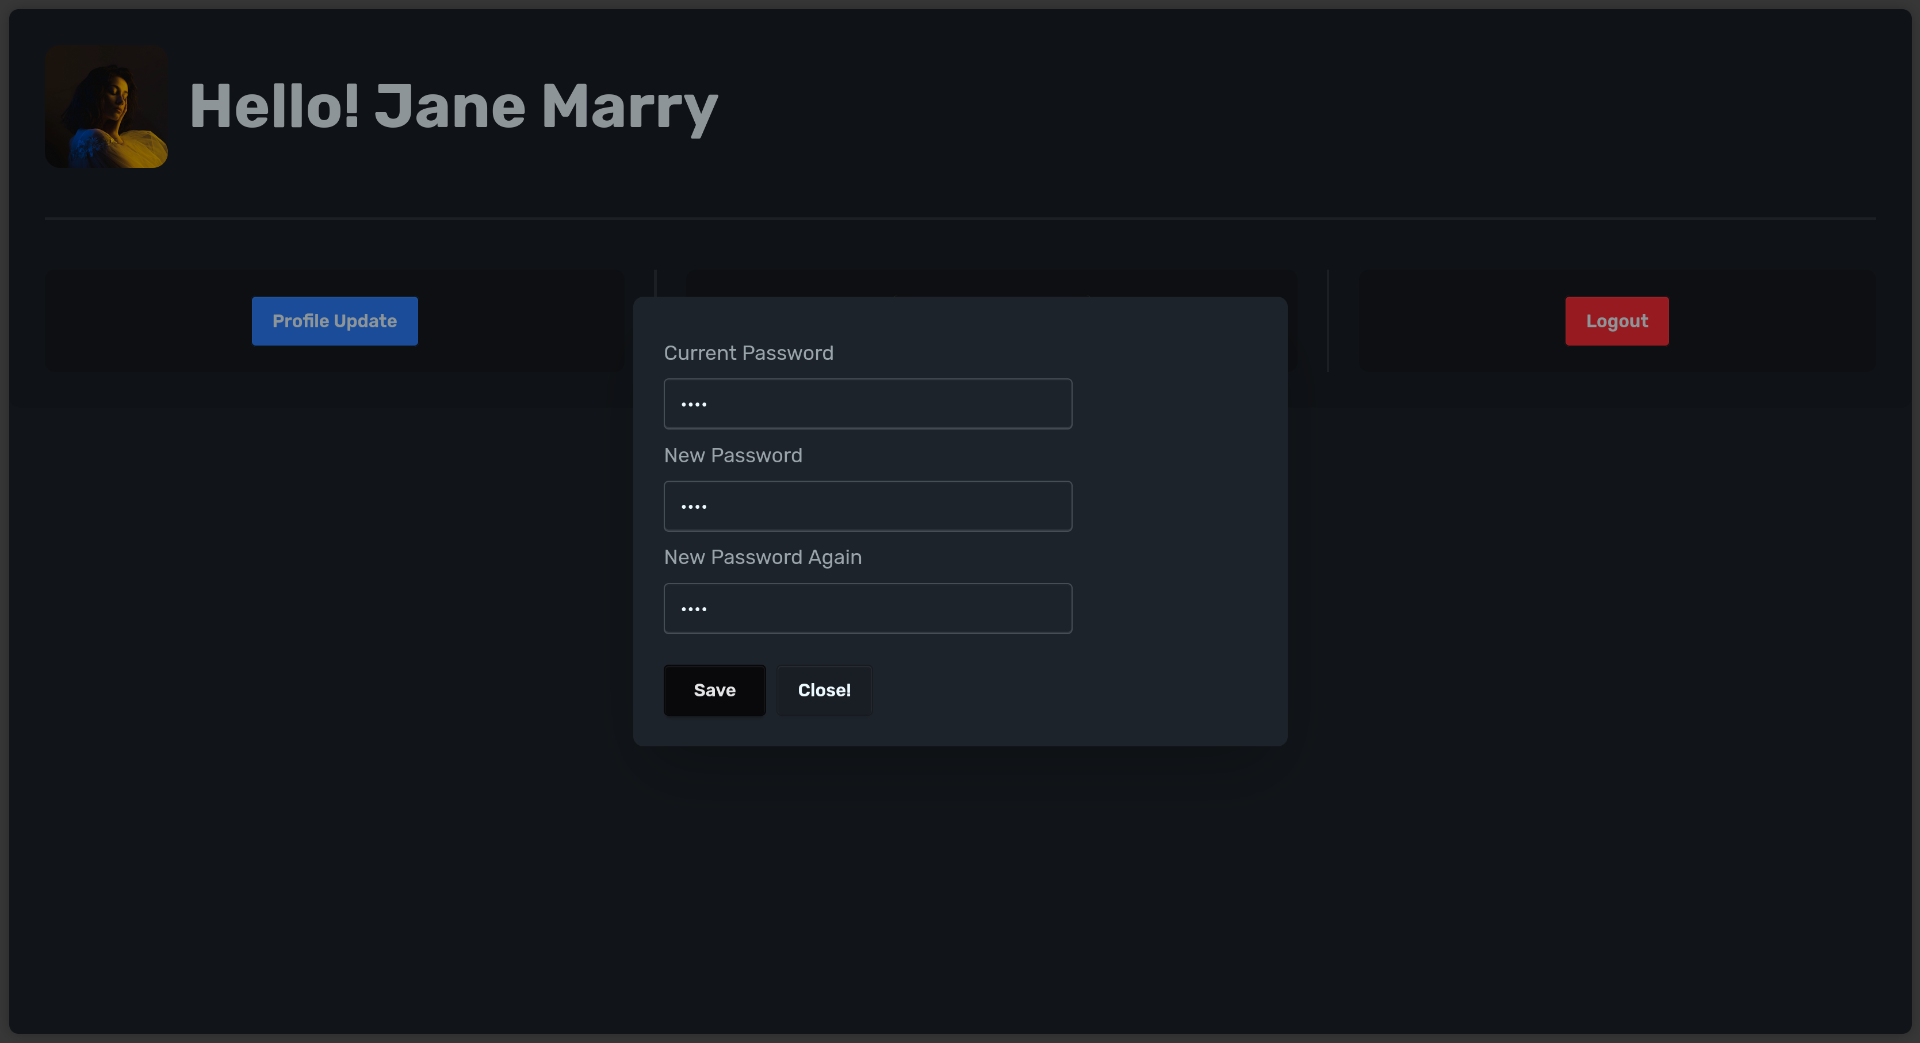 Hello! Jane Marry
Profile Update
Logout
Current Password
••••
New Password
••••
New Password Again
••••
Save
Close!